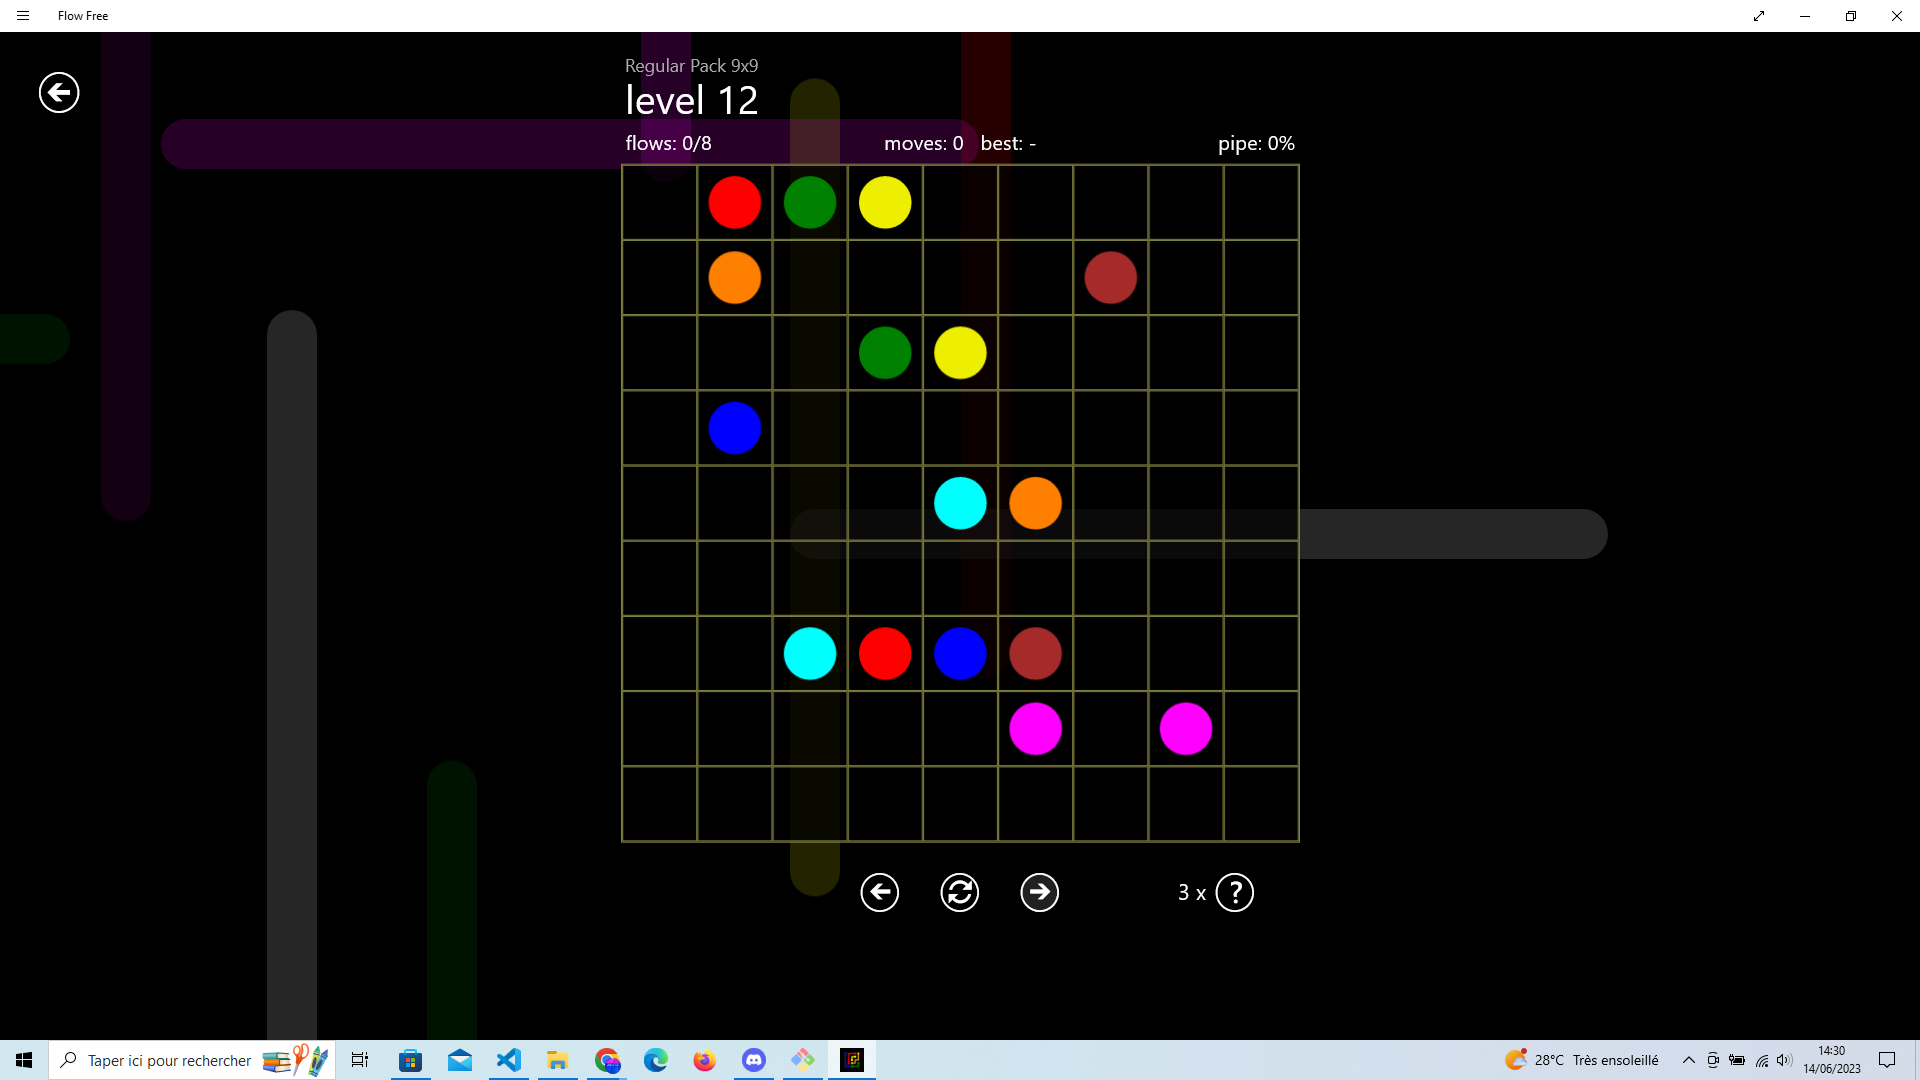 Flow Free
Regular Pack 9x9
level 12
flows: 0/8 moves: 0 best: - pipe: 0%
3 x ?
Taper ici pour rechercher
28°C Très ensoleillé
14:30
14/06/2023